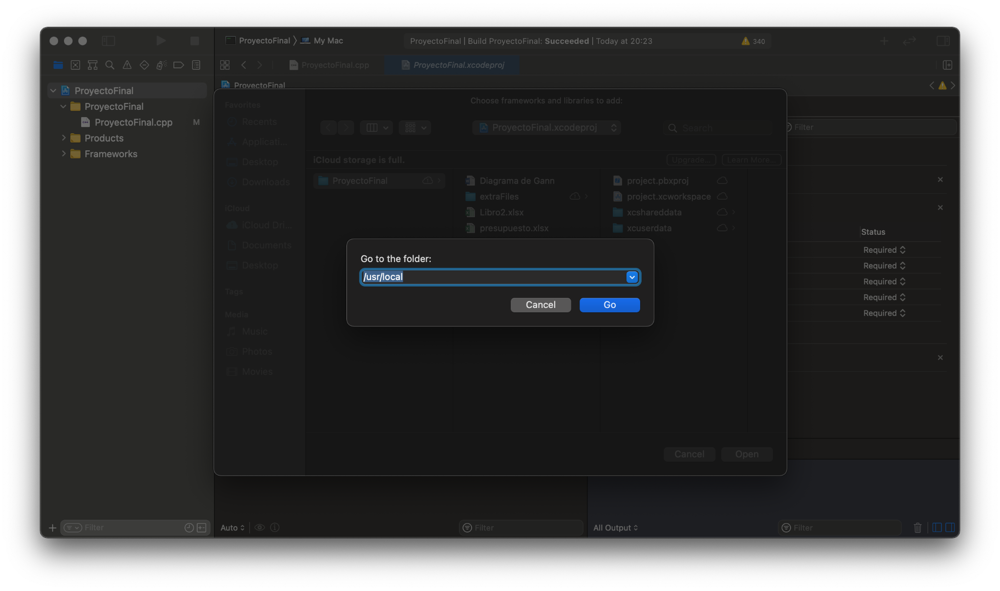 ProyectoFinal 〉 My Mac
ProyectoFinal | Build ProyectoFinal: Succeeded | Today at 20:23
340
ProyectoFinal.cpp
ProyectoFinal.xcodeproj
ProyectoFinal
ProyectoFinal
ProyectoFinal
ProyectoFinal.cpp M
Products
Frameworks
Favorites
Recents
Applicati...
Desktop
Downloads
iCloud
iCloud Dri...
Documents
Desktop
Tags
Media
Music
Photos
Movies
Choose frameworks and libraries to add:
ProyectoFinal.xcodeproj
Search
iCloud storage is full.
Upgrade...
Learn More...
ProyectoFinal
Diagrama de Gann
extraFiles
Libro2.xlsx
presupuesto.xlsx
project.pbxproj
project.xcworkspace
xcshareddata
xcuserdata
Go to the folder:
/usr/local
Cancel
Go
Cancel
Open
Filter
Status
Required
Required
Required
Required
Required
Filter
Auto
Filter
All Output
Filter